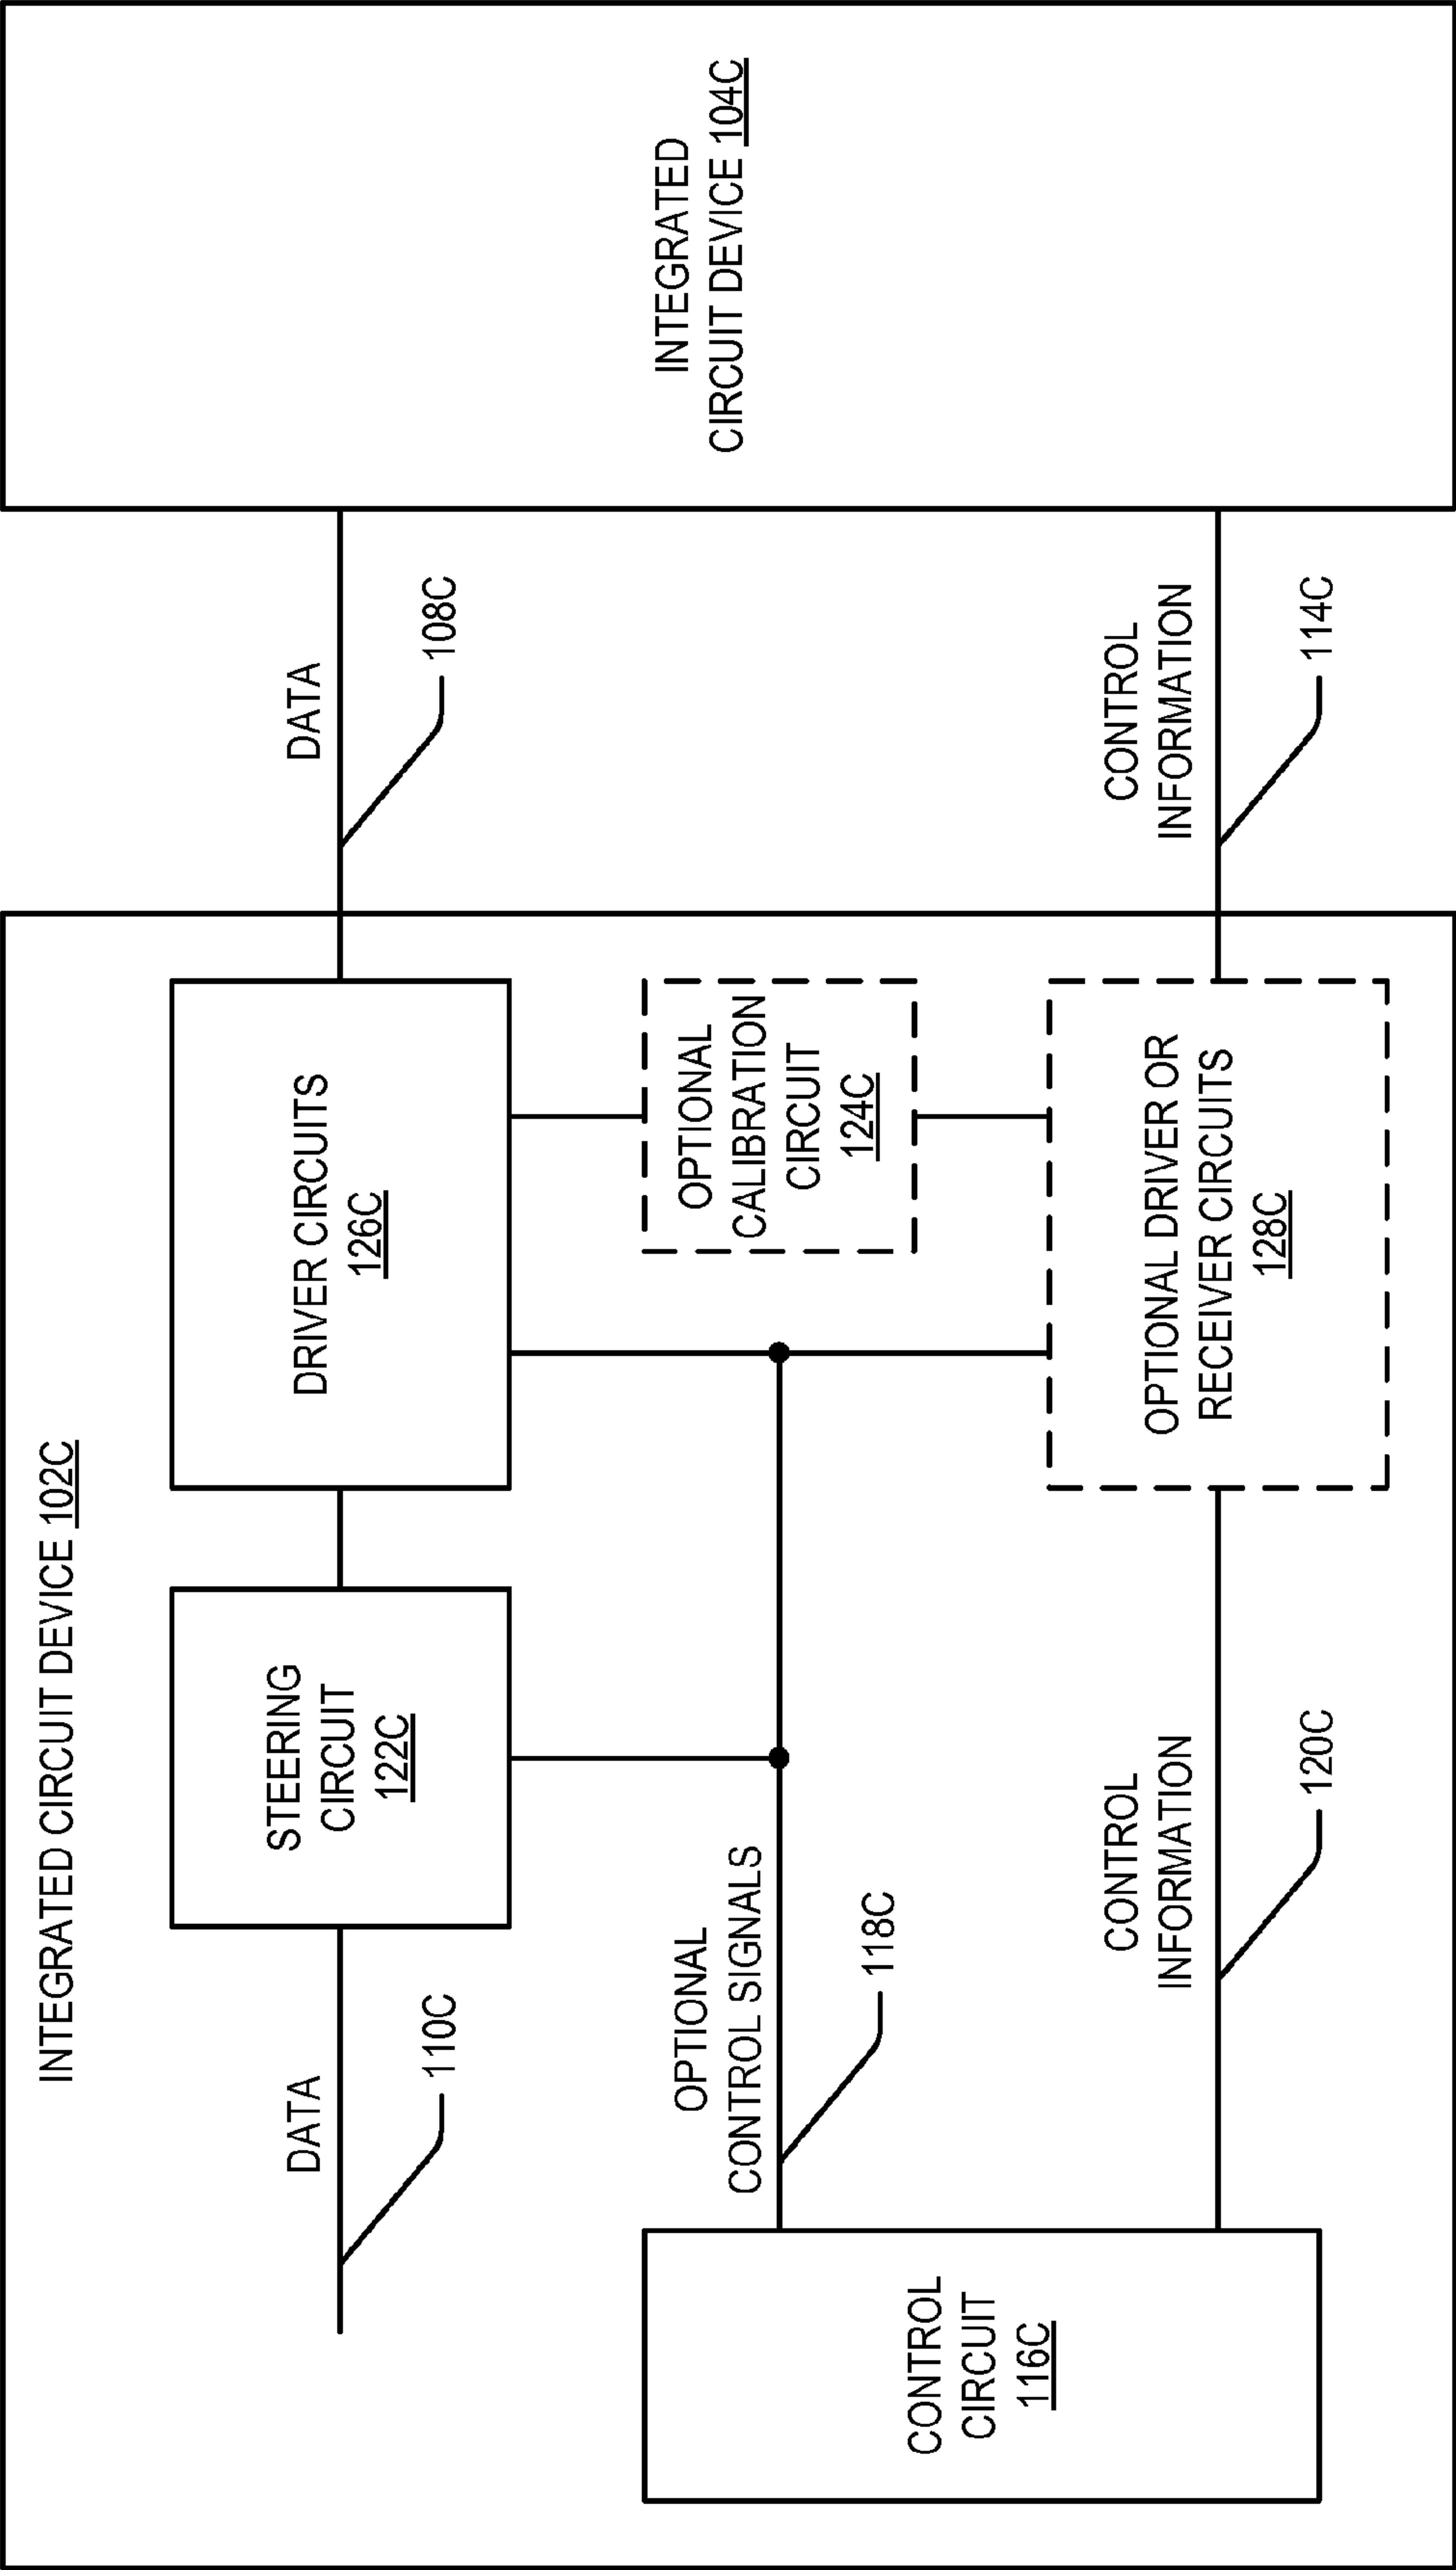 INTEGRATED CIRCUIT DEVICE 102C
DATA
110C
STEERING
CIRCUIT
122C
DRIVER CIRCUITS
126C
DATA
108C
INTEGRATED
CIRCUIT DEVICE 104C
OPTIONAL
CONTROL SIGNALS
118C
OPTIONAL
CALIBRATION
CIRCUIT
124C
CONTROL
CIRCUIT
116C
CONTROL
INFORMATION
120C
OPTIONAL DRIVER OR
RECEIVER CIRCUITS
128C
CONTROL
INFORMATION
114C